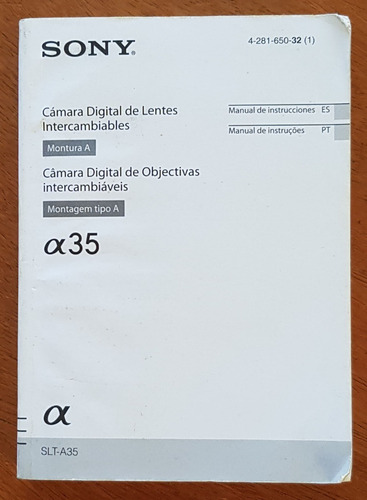 SONY®
4-281-650-32 (1)
Cámara Digital de Lentes
Intercambiables
Montura A
Manual de instrucciones ES
Manual de instruções PT
Câmara Digital de Objectivas
intercambiáveis
Montagem tipo A
α35
α
SLT-A35